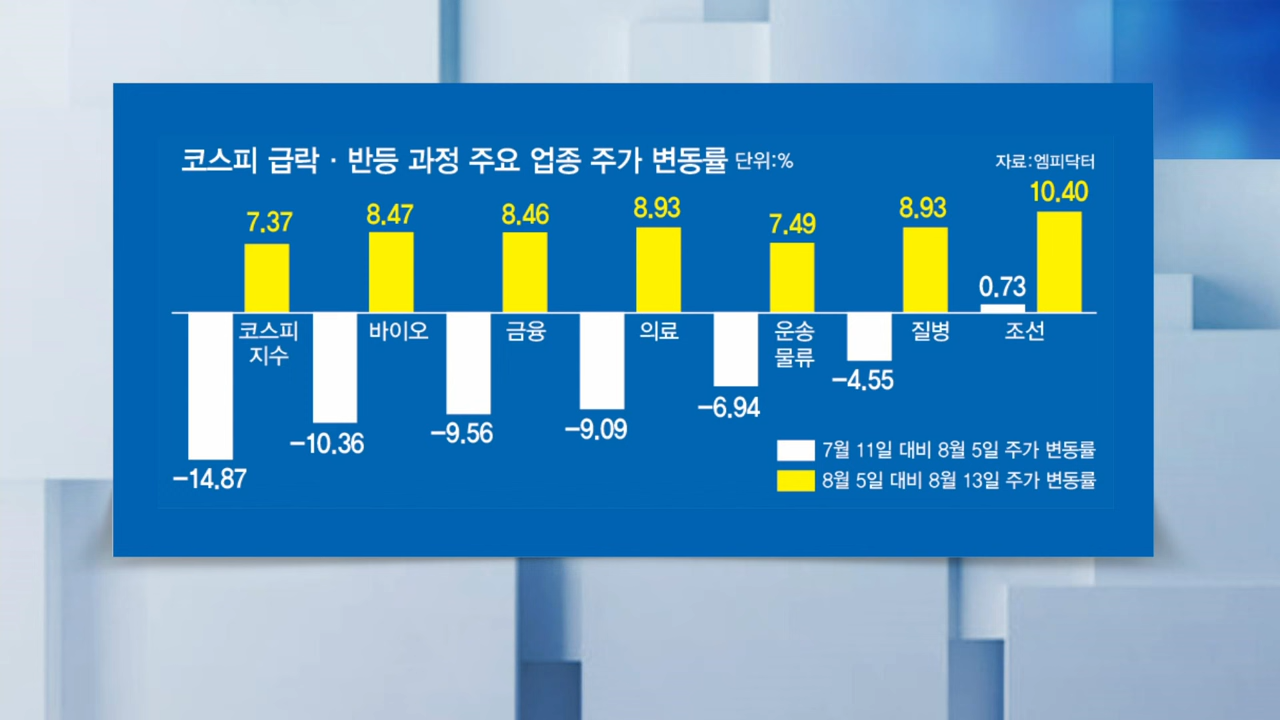 코스피 급락 · 반등 과정 주요 업종 주가 변동률 단위:%
자료:엠피닥터
7.37
8.47
8.46
8.93
7.49
8.93
0.73
10.40
코스피
지수
바이오
금융
의료
운송
물류
질병
조선
-14.87
-10.36
-9.56
-9.09
-6.94
-4.55
7월 11일 대비 8월 5일 주가 변동률
8월 5일 대비 8월 13일 주가 변동률